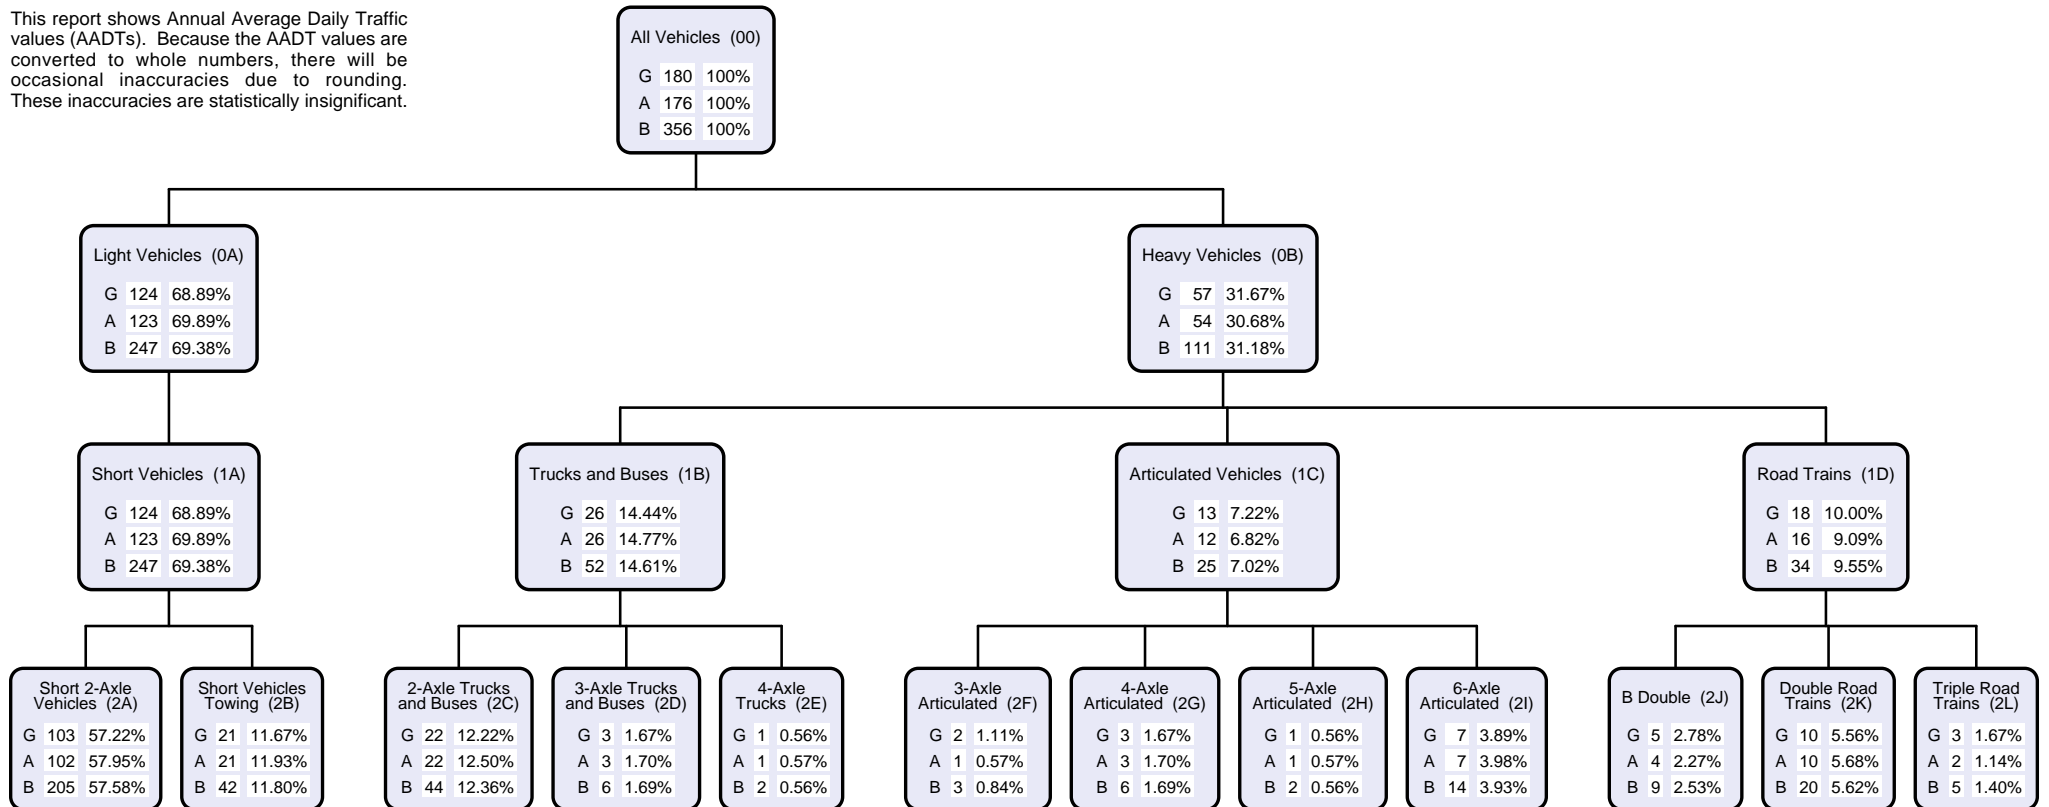 This report shows Annual Average Daily Traffic
values (AADTs). Because the AADT values are
converted to whole numbers, there will be
occasional inaccuracies due to rounding.
These inaccuracies are statistically insignificant.
All Vehicles (00)
G 180 100%
A 176 100%
B 356 100%
Light Vehicles (0A)
G 124 68.89%
A 123 69.89%
B 247 69.38%
Heavy Vehicles (0B)
G 57 31.67%
A 54 30.68%
B 111 31.18%
Short Vehicles (1A)
G 124 68.89%
A 123 69.89%
B 247 69.38%
Trucks and Buses (1B)
G 26 14.44%
A 26 14.77%
B 52 14.61%
Articulated Vehicles (1C)
G 13 7.22%
A 12 6.82%
B 25 7.02%
Road Trains (1D)
G 18 10.00%
A 16 9.09%
B 34 9.55%
Short 2-Axle
Vehicles (2A)
G 103 57.22%
A 102 57.95%
B 205 57.58%
Short Vehicles
Towing (2B)
G 21 11.67%
A 21 11.93%
B 42 11.80%
2-Axle Trucks
and Buses (2C)
G 22 12.22%
A 22 12.50%
B 44 12.36%
3-Axle Trucks
and Buses (2D)
G 3 1.67%
A 3 1.70%
B 6 1.69%
4-Axle
Trucks (2E)
G 1 0.56%
A 1 0.57%
B 2 0.56%
3-Axle
Articulated (2F)
G 2 1.11%
A 1 0.57%
B 3 0.84%
4-Axle
Articulated (2G)
G 3 1.67%
A 3 1.70%
B 6 1.69%
5-Axle
Articulated (2H)
G 1 0.56%
A 1 0.57%
B 2 0.56%
6-Axle
Articulated (2I)
G 7 3.89%
A 7 3.98%
B 14 3.93%
B Double (2J)
G 5 2.78%
A 4 2.27%
B 9 2.53%
Double Road
Trains (2K)
G 10 5.56%
A 10 5.68%
B 20 5.62%
Triple Road
Trains (2L)
G 3 1.67%
A 2 1.14%
B 5 1.40%